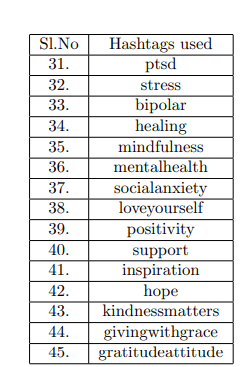 Sl.No Hashtags used
31. ptsd
32. stress
33. bipolar
34. healing
35. mindfulness
36. mentalhealth
37. socialanxiety
38. loveyourself
39. positivity
40. support
41. inspiration
42. hope
43. kindnessmatters
44. givingwithgrace
45. gratitudeattitude